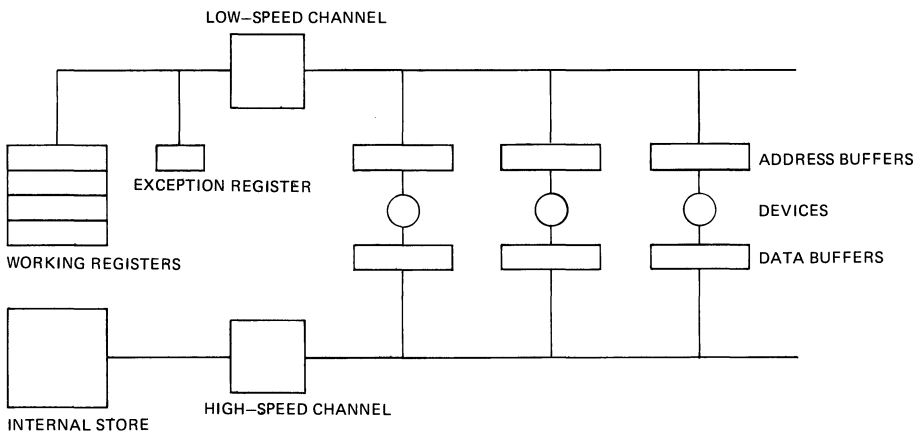 LOW–SPEED CHANNEL
ADDRESS BUFFERS
EXCEPTION REGISTER
DEVICES
WORKING REGISTERS
DATA BUFFERS
HIGH–SPEED CHANNEL
INTERNAL STORE